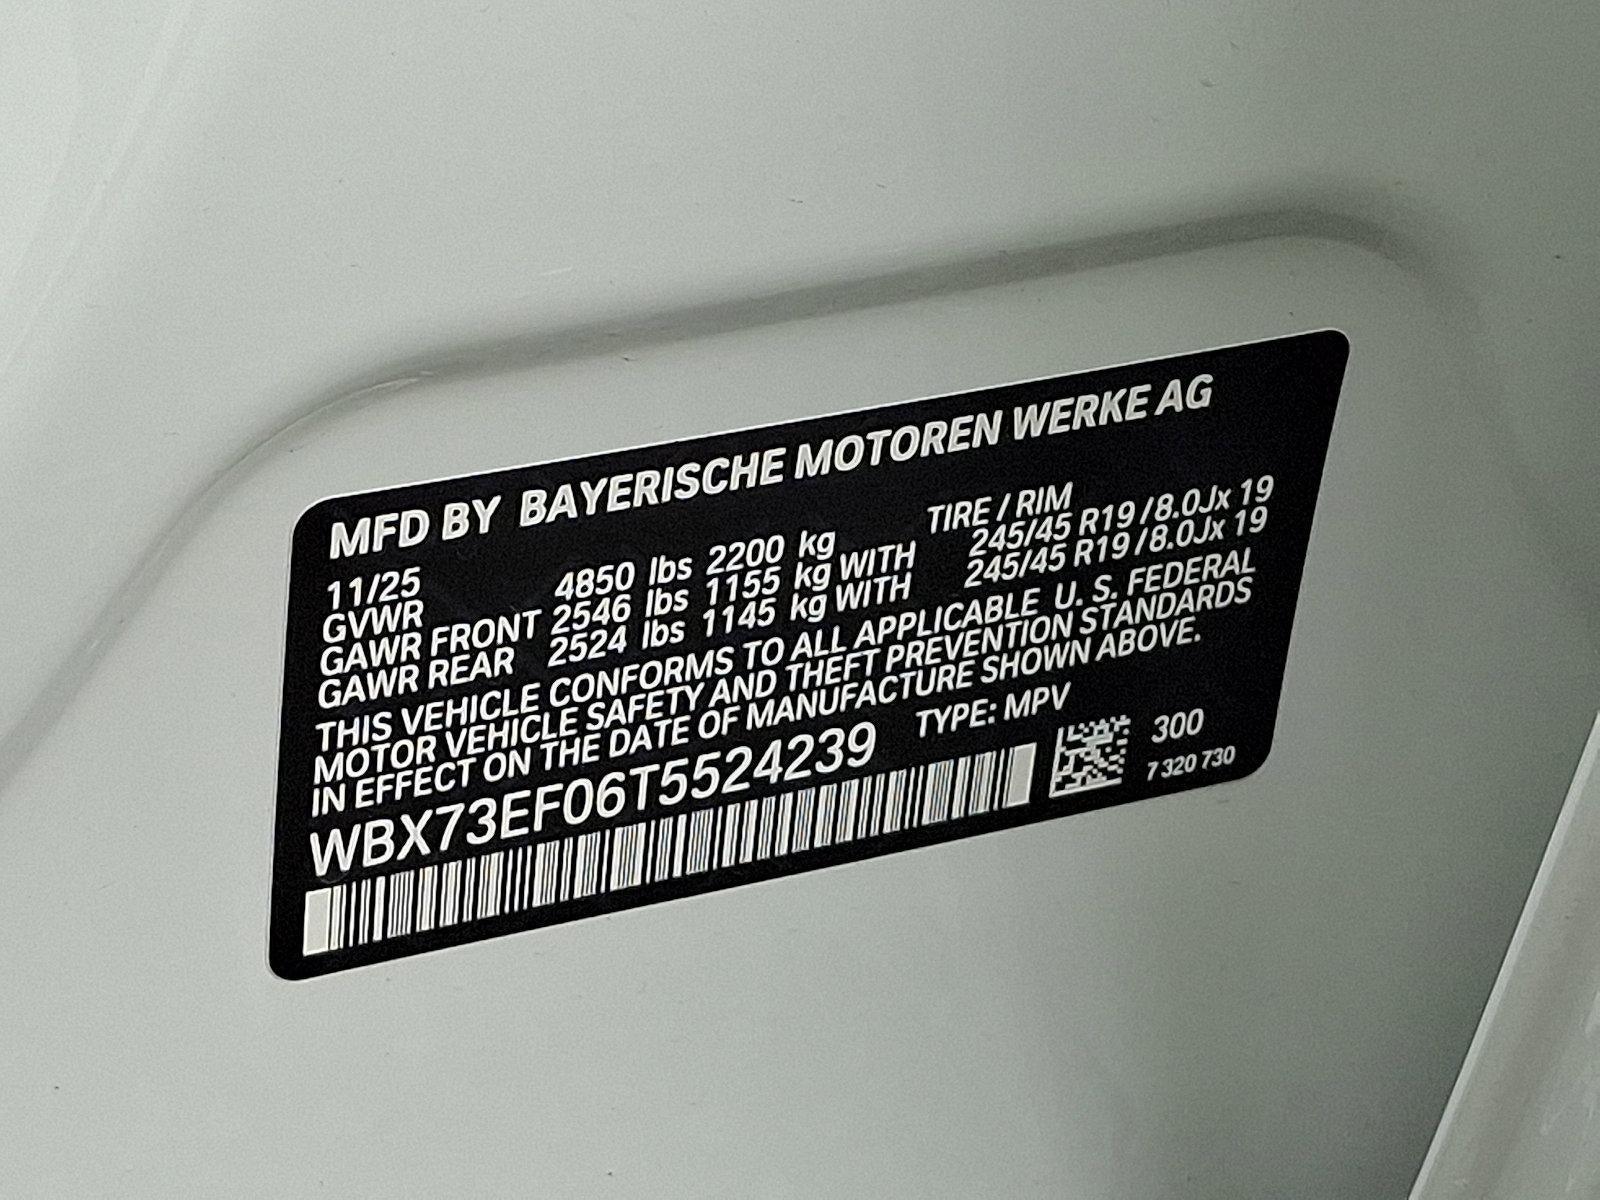 MFD BY BAYERISCHE MOTOREN WERKE AG
11/25 TIRE / RIM
GVWR 4850 lbs 2200 kg
GAWR FRONT 2546 lbs 1155 kg WITH 245/45 R19 / 8.0Jx 19
GAWR REAR 2524 lbs 1145 kg WITH 245/45 R19 / 8.0Jx 19
THIS VEHICLE CONFORMS TO ALL APPLICABLE U. S. FEDERAL
MOTOR VEHICLE SAFETY AND THEFT PREVENTION STANDARDS
IN EFFECT ON THE DATE OF MANUFACTURE SHOWN ABOVE.
WBX73EF06T5524239 TYPE: MPV
300
7 320 730